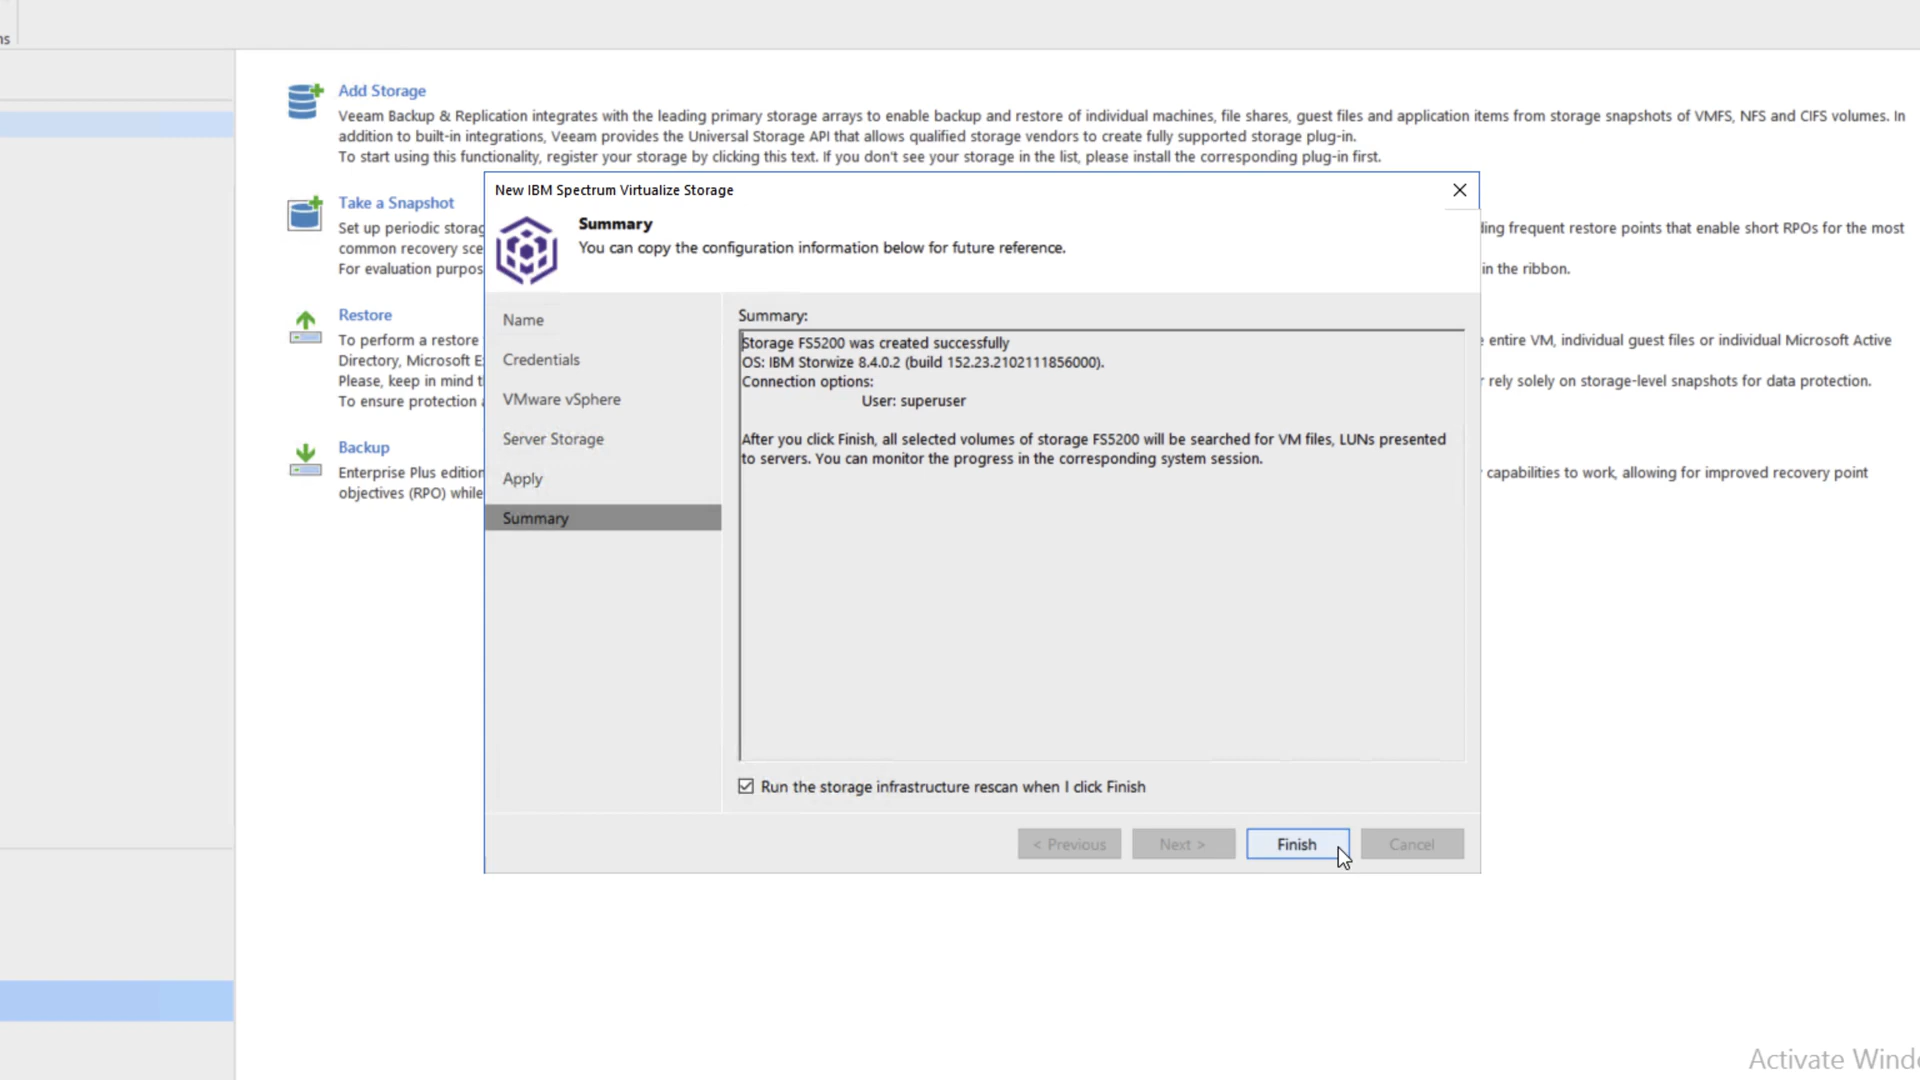 ns
Add Storage
Veeam Backup & Replication integrates with the leading primary storage arrays to enable backup and restore of individual machines, file shares, guest files and application items from storage snapshots of VMFS, NFS and CIFS volumes. In
addition to built-in integrations, Veeam provides the Universal Storage API that allows qualified storage vendors to create fully supported storage plug-in.
To start using this functionality, register your storage by clicking this text. If you don't see your storage in the list, please install the corresponding plug-in first.
Take a Snapshot
Set up periodic storag
ling frequent restore points that enable short RPOs for the most
common recovery sce
For evaluation purpos
in the ribbon.
Restore
To perform a restore
entire VM, individual guest files or individual Microsoft Active
Directory, Microsoft E
Please, keep in mind t
rely solely on storage-level snapshots for data protection.
To ensure protection a
Backup
Enterprise Plus edition
capabilities to work, allowing for improved recovery point
objectives (RPO) while
New IBM Spectrum Virtualize Storage
Summary
You can copy the configuration information below for future reference.
Name
Credentials
VMware vSphere
Server Storage
Apply
Summary
Summary:
Storage FS5200 was created successfully
OS: IBM Storwize 8.4.0.2 (build 152.23.2102111856000).
Connection options:
User: superuser
After you click Finish, all selected volumes of storage FS5200 will be searched for VM files, LUNs presented
to servers. You can monitor the progress in the corresponding system session.
Run the storage infrastructure rescan when I click Finish
< Previous
Next >
Finish
Cancel
Activate Windo